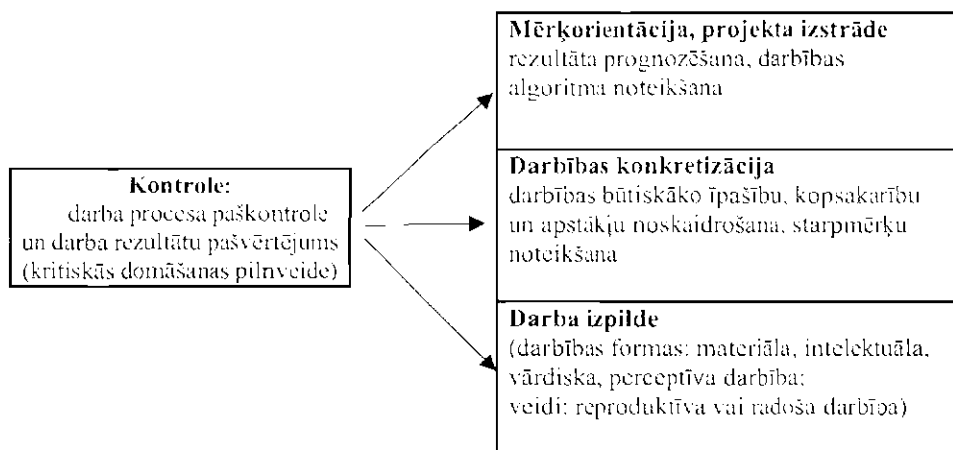 Kontrole:
darba procesa paškontrole
un darba rezultātu pašvērtējums
(kritiskās domāšanas pilnveide)
Mērķorientācija, projekta izstrāde
rezultāta prognozēšana, darbības
algoritma noteikšana
Darbības konkretizācija
darbības būtiskāko īpašību, kopsakarību
un apstākļu noskaidrošana, starpmērķu
noteikšana
Darba izpilde
(darbības formas: materiāla, intelektuāla,
vārdiska, perceptīva darbība;
veidi: reproduktīva vai radoša darbība)